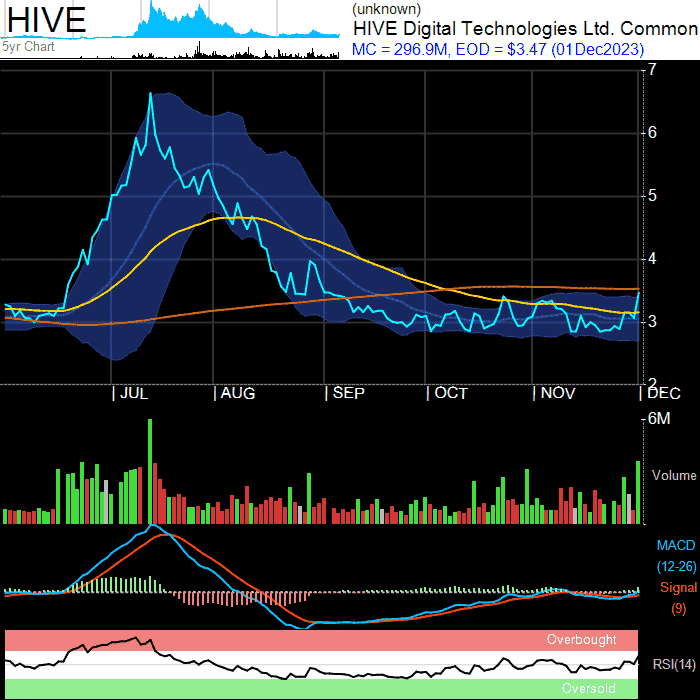 HIVE
5yr Chart
(unknown)
HIVE Digital Technologies Ltd. Common
MC = 296.9M, EOD = $3.47 (01Dec2023)
7
6
5
4
3
2
JUL AUG SEP OCT NOV DEC
6M
Volume
MACD
(12-26)
Signal
(9)
Overbought
RSI(14)
Oversold